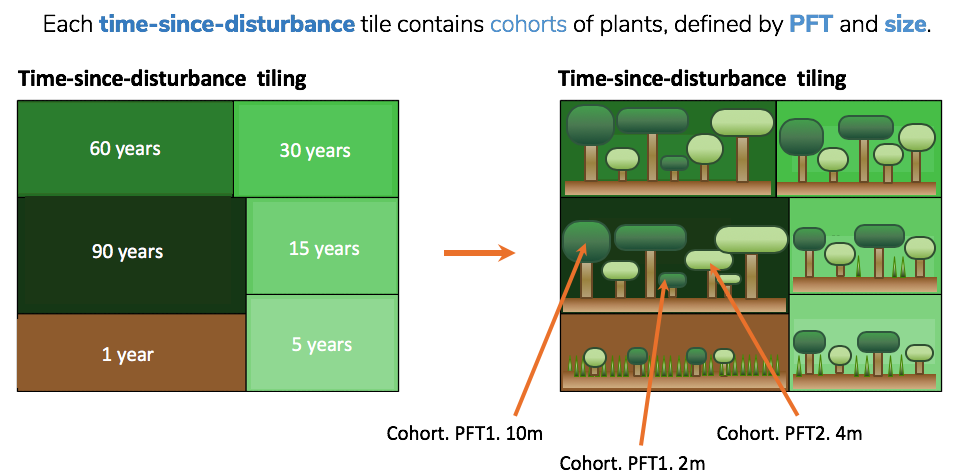 Each time-since-disturbance tile contains cohorts of plants, defined by PFT and size.
Time-since-disturbance tiling
Time-since-disturbance tiling
60 years
30 years
90 years
15 years
1 year
5 years
Cohort. PFT1. 10m
Cohort. PFT2. 4m
Cohort. PFT1. 2m